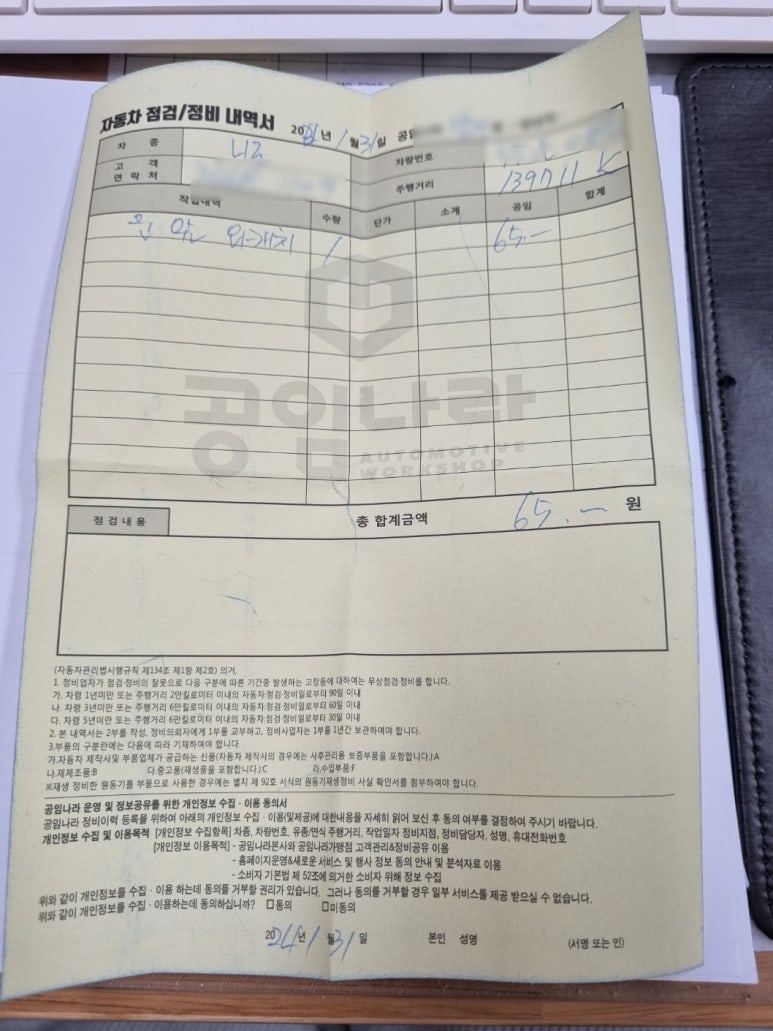 자동차 점검/정비 내역서 20 년 1월 31일 공임
차 종 니로 차량번호
고 객
연 락 처 주행거리 139711 K
작업내역 수량 단가 소계 공임 합계
1 65.-
공임나라
AUTOMOTIVE
WORKSHOP
총 합계금액 65.- 원
점검내용
(자동차관리법시행규칙 제134조 제1항 제2호) 의거,
1. 정비업자가 점검·정비의 잘못으로 다음 구분에 따른 기간중 발생하는 고장등에 대하여는 무상점검·정비를 합니다.
가. 차령 1년미만 또는 주행거리 2만킬로미터 이내의 자동차·점검·정비일로부터 90일 이내
나. 차령 3년미만 또는 주행거리 6만킬로미터 이내의 자동차·점검·정비일로부터 60일 이내
다. 차령 5년미만 또는 주행거리 6만킬로미터 이내의 자동차·점검·정비일로부터 30일 이내
2. 본 내역서는 2부를 작성, 정비의뢰자에게 1부를 교부하고, 정비사업자는 1부를 1년간 보관하여야 합니다.
3.부품의 구분란에는 다음에 따라 기재하여야 합니다.
가.자동차 제작사및 부품업체가 공급하는 신품(자동차 제작사의 경우에는 사후관리용 보증부품을 포함합니다.):A
나.재제조품:B 다.중고품(재생품을 포함합니다.):C 라.수입부품:F
※재생 정비한 원동기를 부품으로 사용한 경우에는 별지 제 92호 서식의 원동기재생정비 사실 확인서를 첨부하여야 합니다.
공임나라 운영 및 정보공유를 위한 개인정보 수집 · 이용 동의서
공임나라 정비이력 등록을 위하여 아래의 개인정보 수집 · 이용(및제공)에 대한내용을 자세히 읽어 보신 후 동의 여부를 결정하여 주시기 바랍니다.
개인정보 수집 및 이용목적 [개인정보 수집항목] 차종, 차량번호, 유종/연식 주행거리, 작업일자 정비지점, 정비담당자, 성명, 휴대전화번호
[개인정보 이용목적] - 공임나라본사와 공임나라가맹점 고객관리&정비공유 이용
- 홈페이지운영&새로운 서비스 및 행사 정보 동의 안내 및 분석자료 이용
- 소비자 기본법 제 52조에 의거한 소비자 위해 정보 수집
위와 같이 개인정보를 수집 · 이용 하는데 동의를 거부할 권리가 있습니다. 그러나 동의를 거부할 경우 일부 서비스를 제공 받으실 수 없습니다.
위와 같이 개인정보를 수집 · 이용하는데 동의하십니까? □동의 □미동의
2024년 1월 31일 본인 성명 (서명 또는 인)